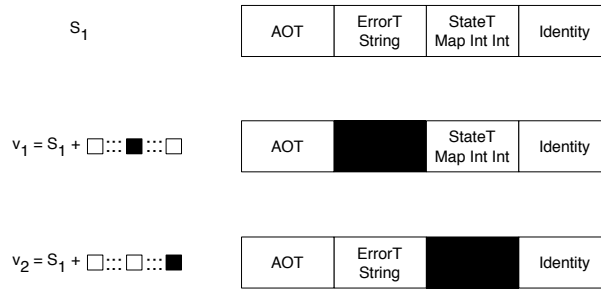 S1 AOT ErrorT String StateT Map Int Int Identity
v1 = S1 + □:::■:::□ AOT StateT Map Int Int Identity
v2 = S1 + □:::□:::■ AOT ErrorT String Identity